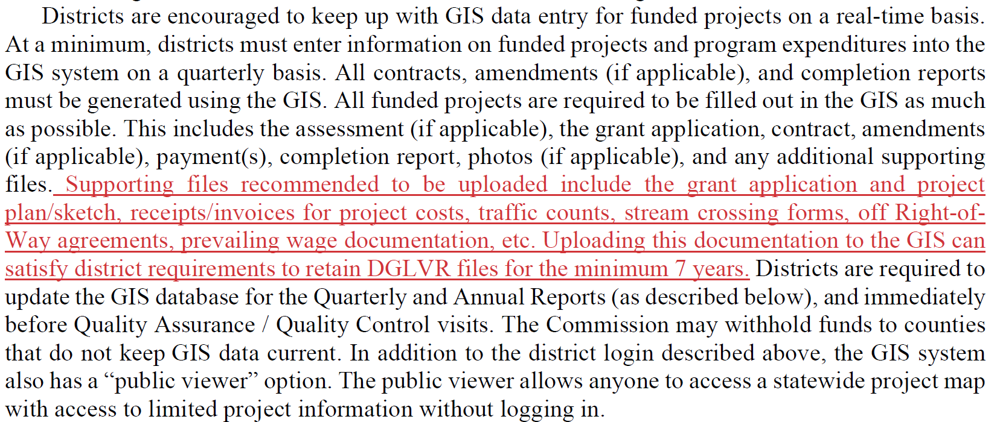 Districts are encouraged to keep up with GIS data entry for funded projects on a real-time basis.
At a minimum, districts must enter information on funded projects and program expenditures into the
GIS system on a quarterly basis. All contracts, amendments (if applicable), and completion reports
must be generated using the GIS. All funded projects are required to be filled out in the GIS as much
as possible. This includes the assessment (if applicable), the grant application, contract, amendments
(if applicable), payment(s), completion report, photos (if applicable), and any additional supporting
files. Supporting files recommended to be uploaded include the grant application and project
plan/sketch, receipts/invoices for project costs, traffic counts, stream crossing forms, off Right-of-
Way agreements, prevailing wage documentation, etc. Uploading this documentation to the GIS can
satisfy district requirements to retain DGLVR files for the minimum 7 years. Districts are required to
update the GIS database for the Quarterly and Annual Reports (as described below), and immediately
before Quality Assurance / Quality Control visits. The Commission may withhold funds to counties
that do not keep GIS data current. In addition to the district login described above, the GIS system
also has a “public viewer” option. The public viewer allows anyone to access a statewide project map
with access to limited project information without logging in.